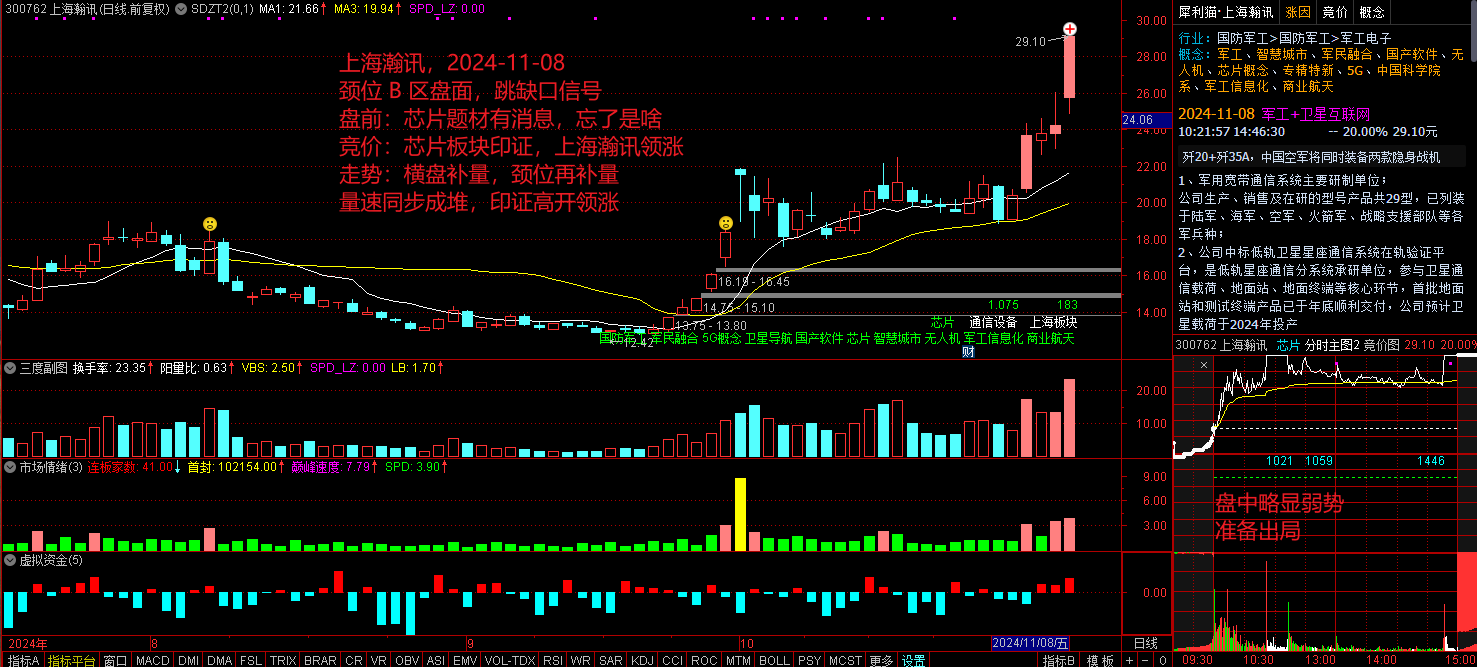 300762 上海瀚讯(日线.前复权) SDZT2(0,1) MA1: 21.66↑ MA3: 19.94↑ SPD_LZ: 0.00
29.10
上海瀚讯，2024-11-08
颈位 B 区盘面，跳缺口信号
盘前：芯片题材有消息，忘了是啥
竞价：芯片板块印证，上海瀚讯领涨
走势：横盘补量，颈位再补量
量速同步成堆，印证高开领涨
30.00
28.00
26.00
24.06
24.00
22.00
20.00
18.00
16.00
14.00
16.19 - 16.45
14.75 - 15.10
13.75 - 13.80
12.42
1.075 183
芯片 通信设备 上海板块
国防军工 军民融合 5G概念 卫星导航 国产软件 芯片 智慧城市 无人机 军工信息化 商业航天
财
三度副图 换手率: 23.35↑ 阳量比: 0.63↑ VBS: 2.50↑ SPD_LZ: 0.00 LB: 1.70↑
20.00
10.00
市场情绪(3) 连板家数: 41.00↓ 首封: 102154.00↑ 巅峰速度: 7.79↑ SPD: 3.90↑
9.00
6.00
3.00
虚拟资金(5)
0.00
2024年 8 9 10 2024/11/08/五 日线
指标A 指标平台 窗口 MACD DMI DMA FSL TRIX BRAR CR VR OBV ASI EMV VOL-TDX RSI WR SAR KDJ CCI ROC MTM BOLL PSY MCST 更多 设置 指标B 模板 + - 0
犀利猫·上海瀚讯 涨因 竞价 概念
行业：国防军工>国防军工>军工电子
概念：军工、智慧城市、军民融合、国产软件、无
人机、芯片概念、专精特新、5G、中国科学院
系、军工信息化、商业航天
2024-11-08 军工+卫星互联网
10:21:57 14:46:30 -- 20.00% 29.10元
歼20+歼35A，中国空军将同时装备两款隐身战机
1、军用宽带通信系统主要研制单位；
公司生产、销售及在研的型号产品共29型，已列装
于陆军、海军、空军、火箭军、战略支援部队等各
军兵种；
2、公司中标低轨卫星星座通信系统在轨验证平
台，是低轨星座通信分系统承研单位，参与卫星通
信载荷、地面站、地面终端等核心环节，首批地面
站和测试终端产品已于年底顺利交付，公司预计卫
星载荷于2024年投产
300762 上海瀚讯 芯片 分时主图2 竞价图 29.10 20.00%
×
1021 1059 1446
盘中略显弱势
准备出局
09:30 10:30 13:00 14:00 15:00